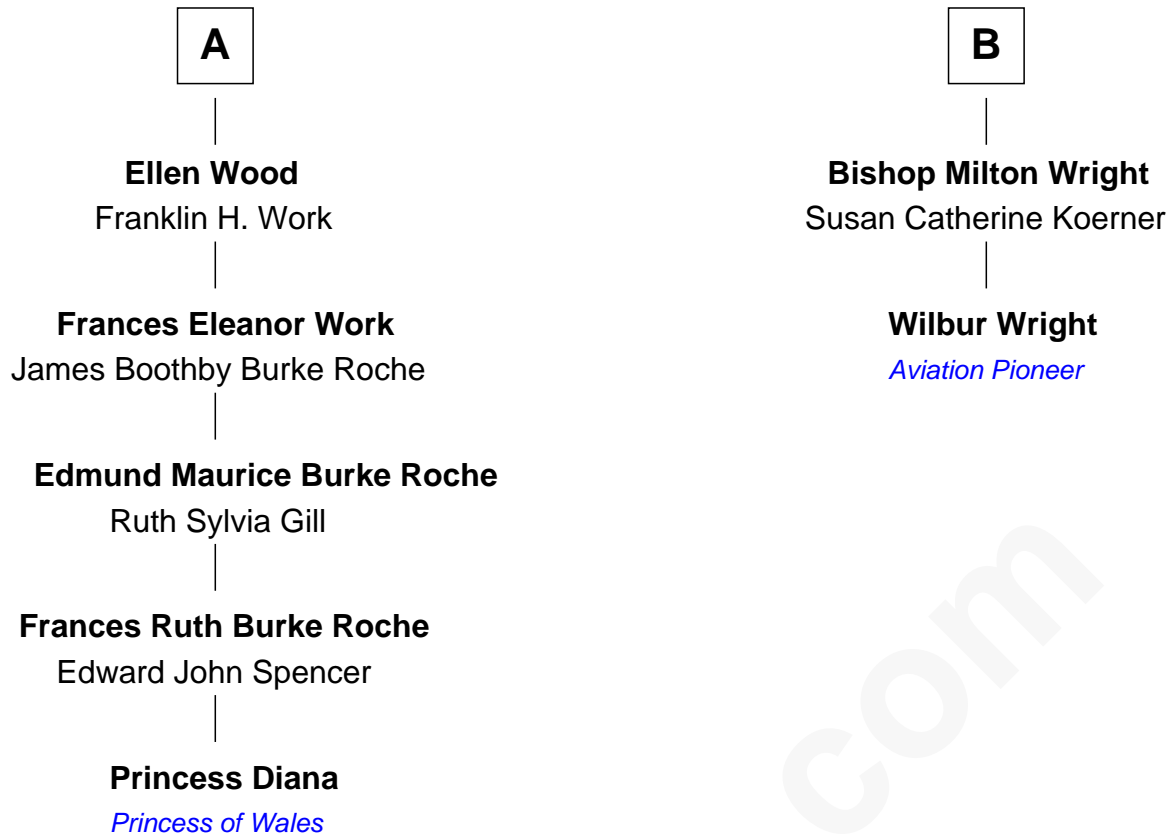 A
Ellen Wood
Franklin H. Work
Frances Eleanor Work
James Boothby Burke Roche
Edmund Maurice Burke Roche
Ruth Sylvia Gill
Frances Ruth Burke Roche
Edward John Spencer
Princess Diana
Princess of Wales
B
Bishop Milton Wright
Susan Catherine Koerner
Wilbur Wright
Aviation Pioneer
com